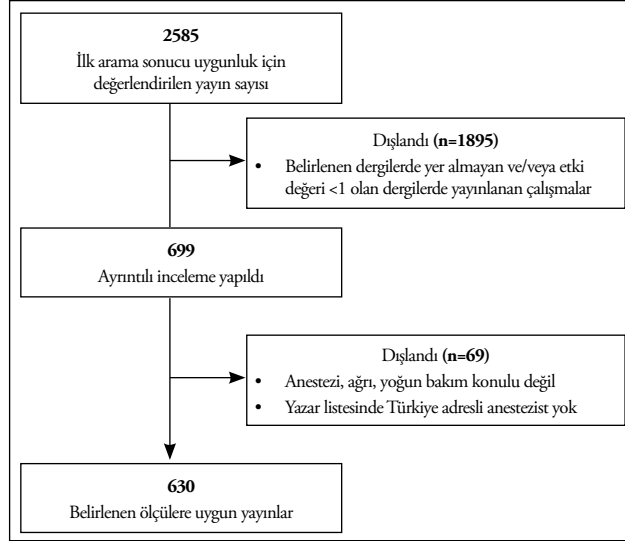 2585
İlk arama sonucu uygunluk için
değerlendirilen yayın sayısı
Dışlandı (n=1895)
• Belirlenen dergilerde yer almayan ve/veya etki
değeri <1 olan dergilerde yayınlanan çalışmalar
699
Ayrıntılı inceleme yapıldı
Dışlandı (n=69)
• Anestezi, ağrı, yoğun bakım konulu değil
• Yazar listesinde Türkiye adresli anestezist yok
630
Belirlenen ölçülere uygun yayınlar